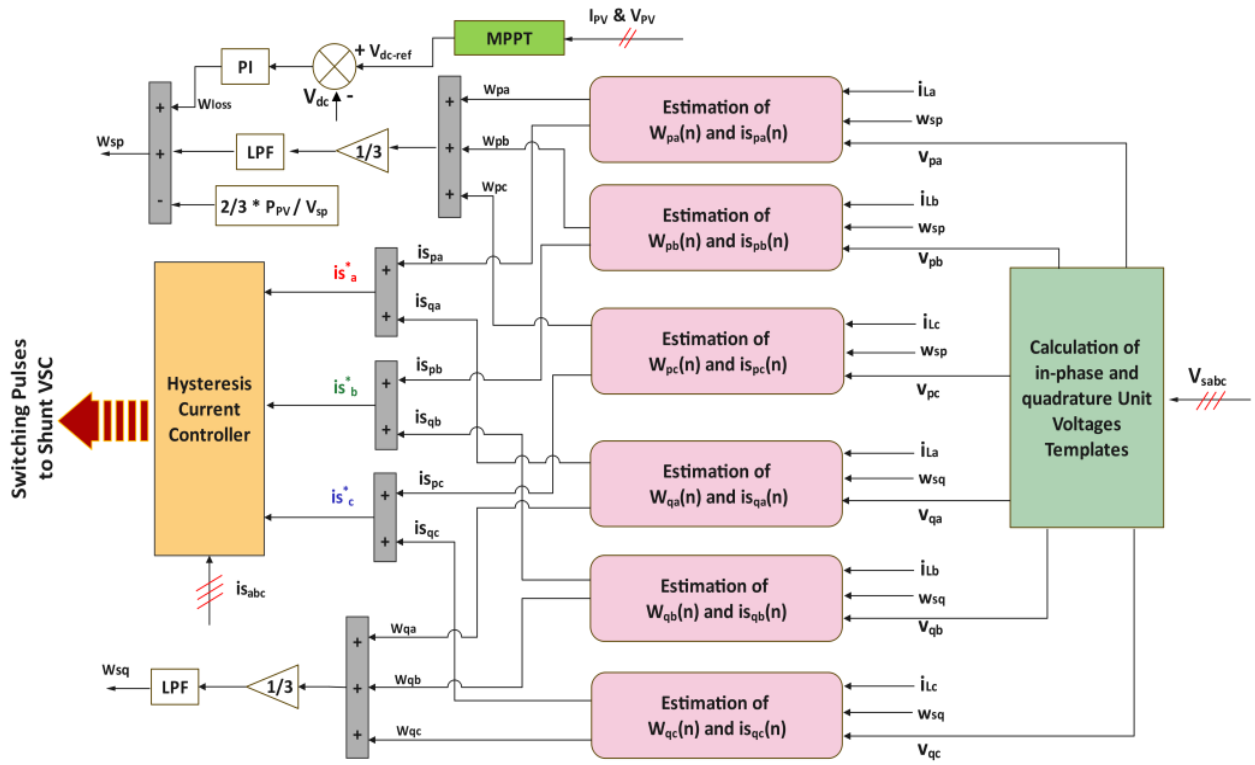 I_PV & V_PV
MPPT
+ V_dc-ref
PI
V_dc -
W_loss
+
+
-
W_sp
LPF
1/3
2/3 * P_PV / V_sp
W_pa
W_pb
W_pc
+
+
+
Estimation of
W_pa(n) and is_pa(n)
i_La
w_sp
v_pa
Estimation of
W_pb(n) and is_pb(n)
i_Lb
w_sp
v_pb
Estimation of
W_pc(n) and is_pc(n)
i_Lc
w_sp
v_pc
Estimation of
W_qa(n) and is_qa(n)
i_La
w_sq
v_qa
Estimation of
W_qb(n) and is_qb(n)
i_Lb
w_sq
v_qb
Estimation of
W_qc(n) and is_qc(n)
i_Lc
w_sq
v_qc
Calculation of
in-phase and
quadrature Unit
Voltages
Templates
V_sabc
is_pa
is_qa
+
+
is*_a
is_pb
is_qb
+
+
is*_b
is_pc
is_qc
+
+
is*_c
Hysteresis
Current
Controller
Switching Pulses
to Shunt VSC
is_abc
W_qa
W_qb
W_qc
+
+
+
1/3
LPF
W_sq